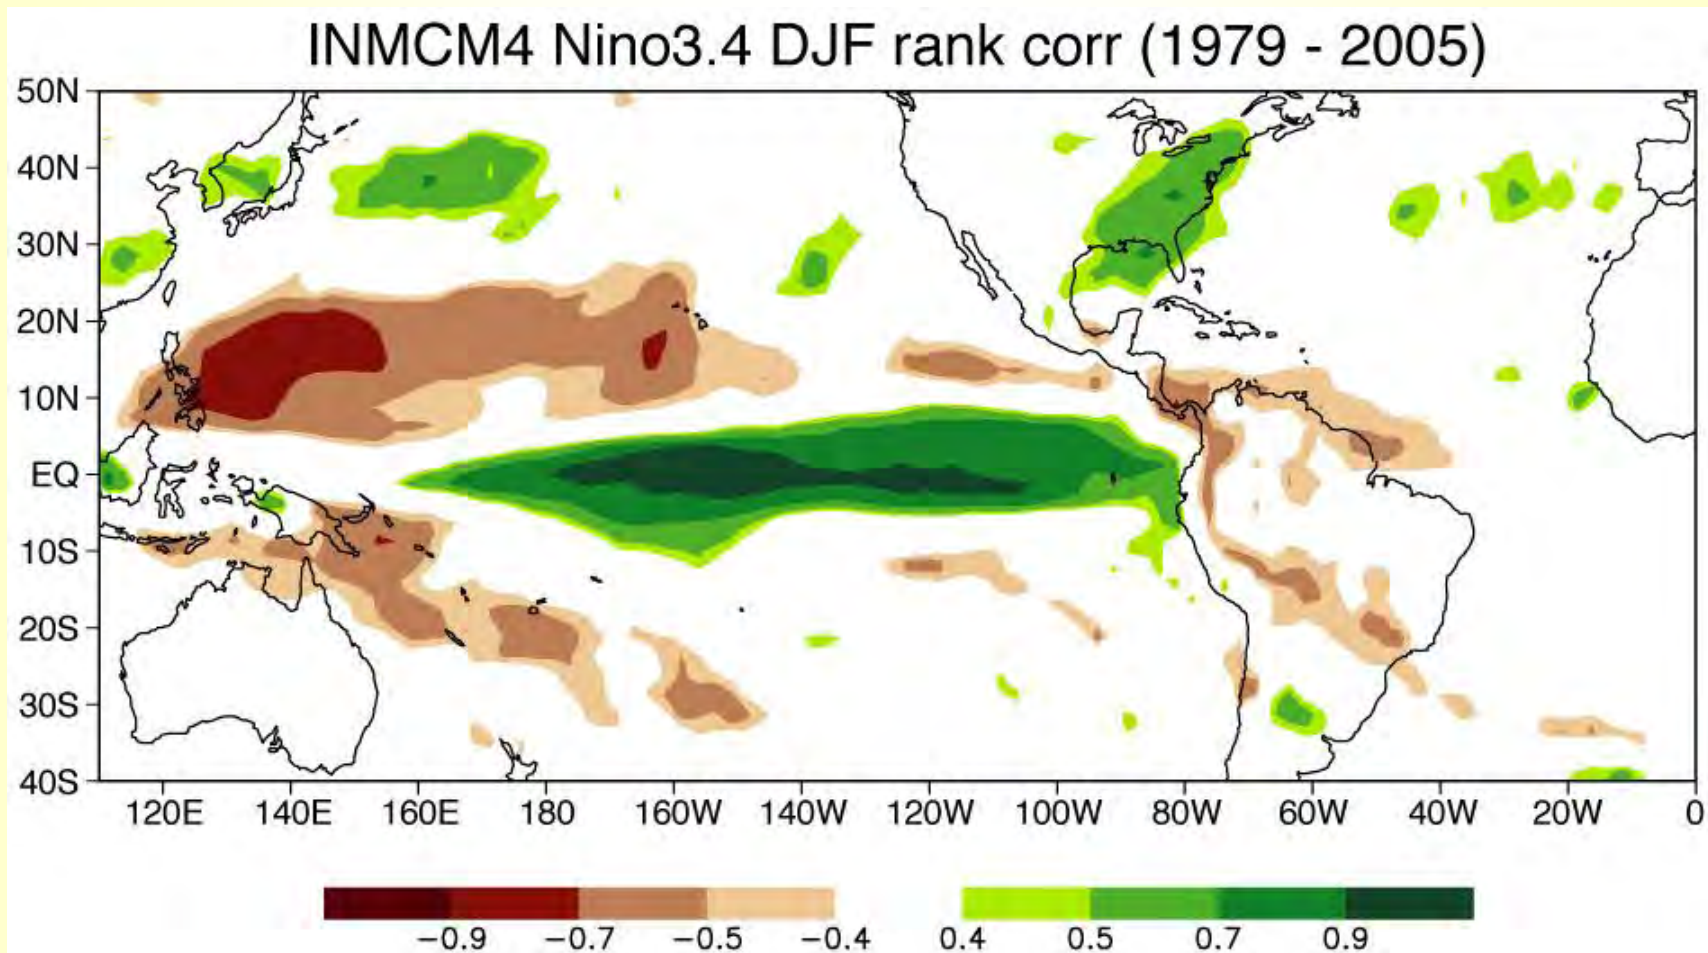 INMCM4 Nino3.4 DJF rank corr (1979 - 2005)
50N
40N
30N
20N
10N
EQ
10S
20S
30S
40S
120E 140E 160E 180 160W 140W 120W 100W 80W 60W 40W 20W 0
−0.9 −0.7 −0.5 −0.4 0.4 0.5 0.7 0.9